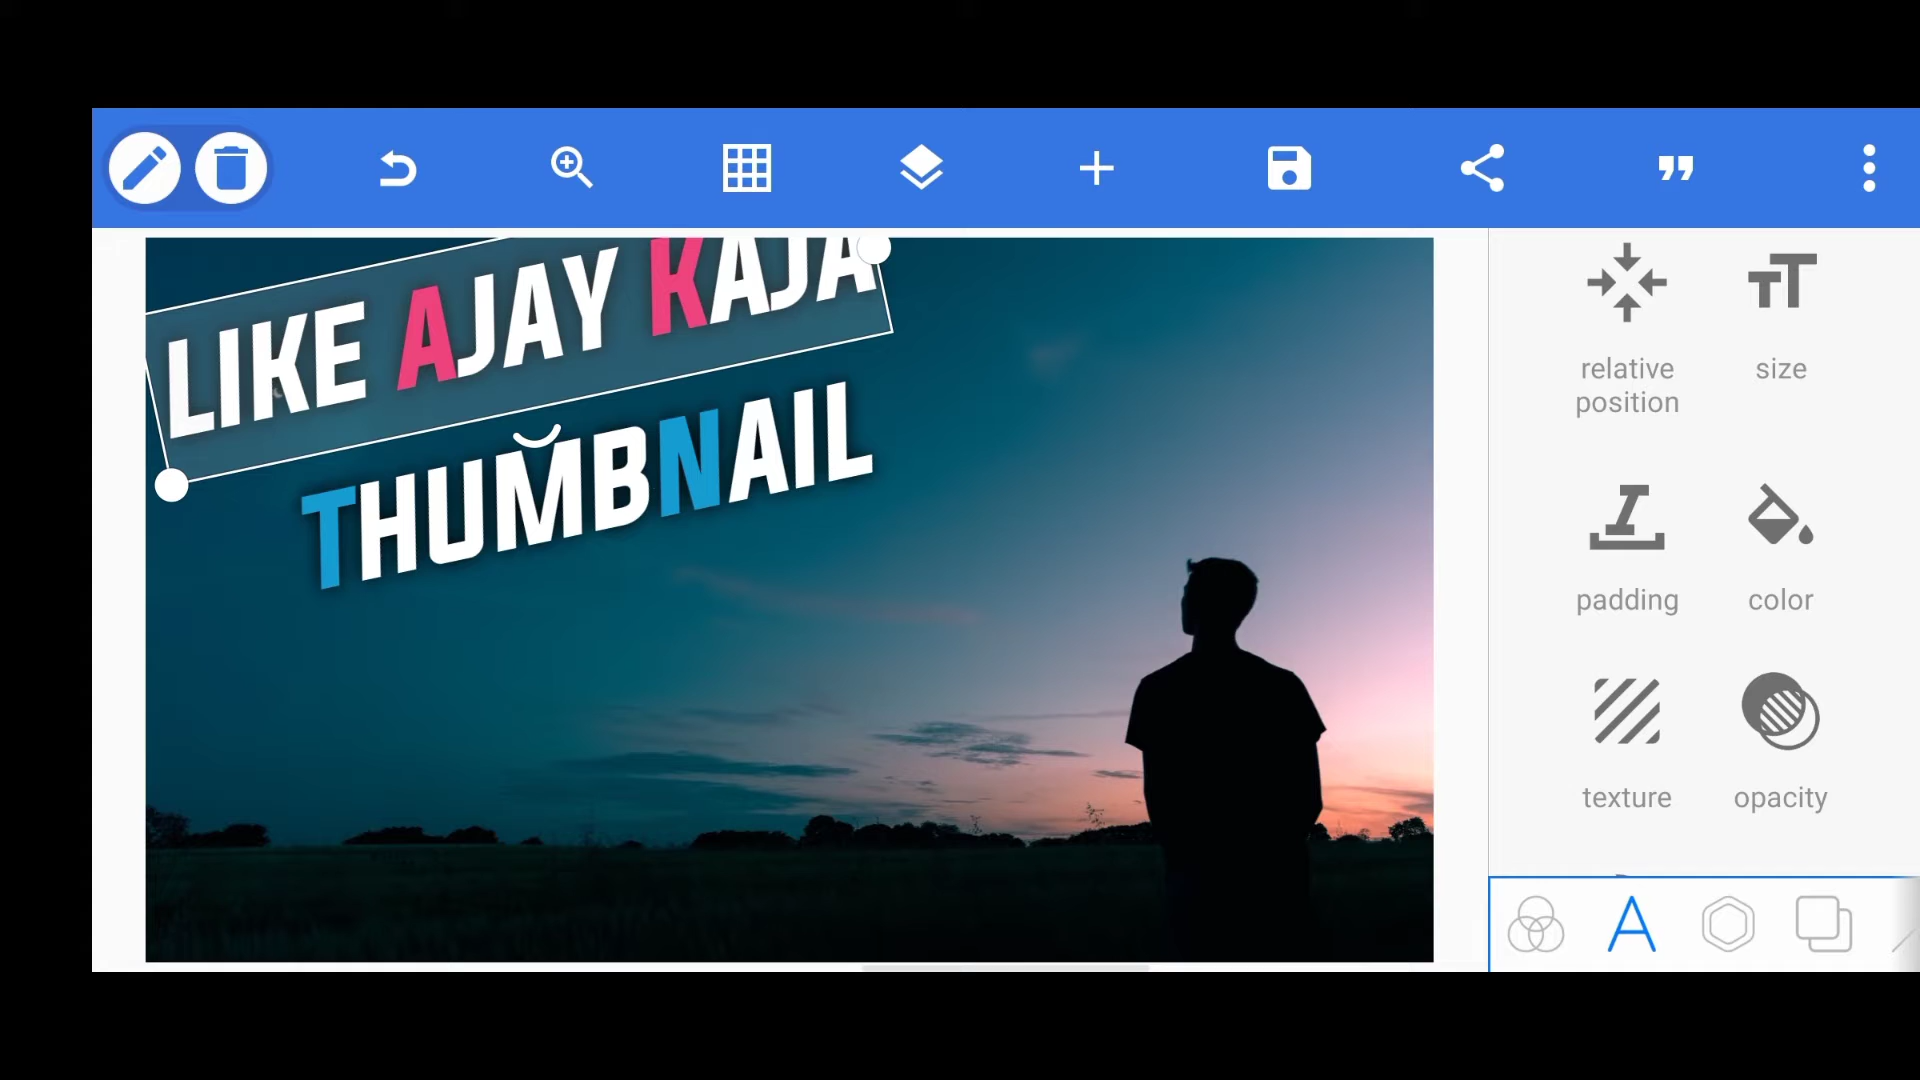 LIKE AJAY KAJA
THUMBNAIL
relative
position
size
padding
color
texture
opacity